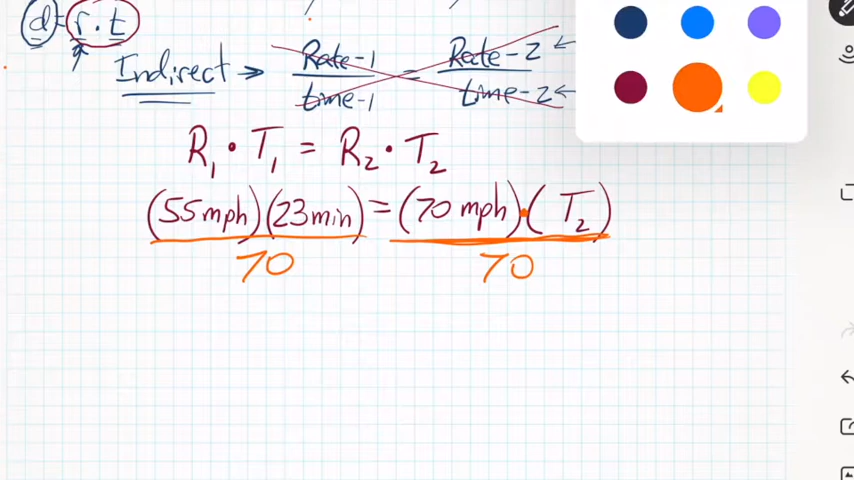 d = r . t
Indirect → Rate-1 = Rate-2 ←
time-1 time-2 ←
R₁ · T₁ = R₂ · T₂
(55mph)(23min) = (70 mph)·( T₂)
70 70